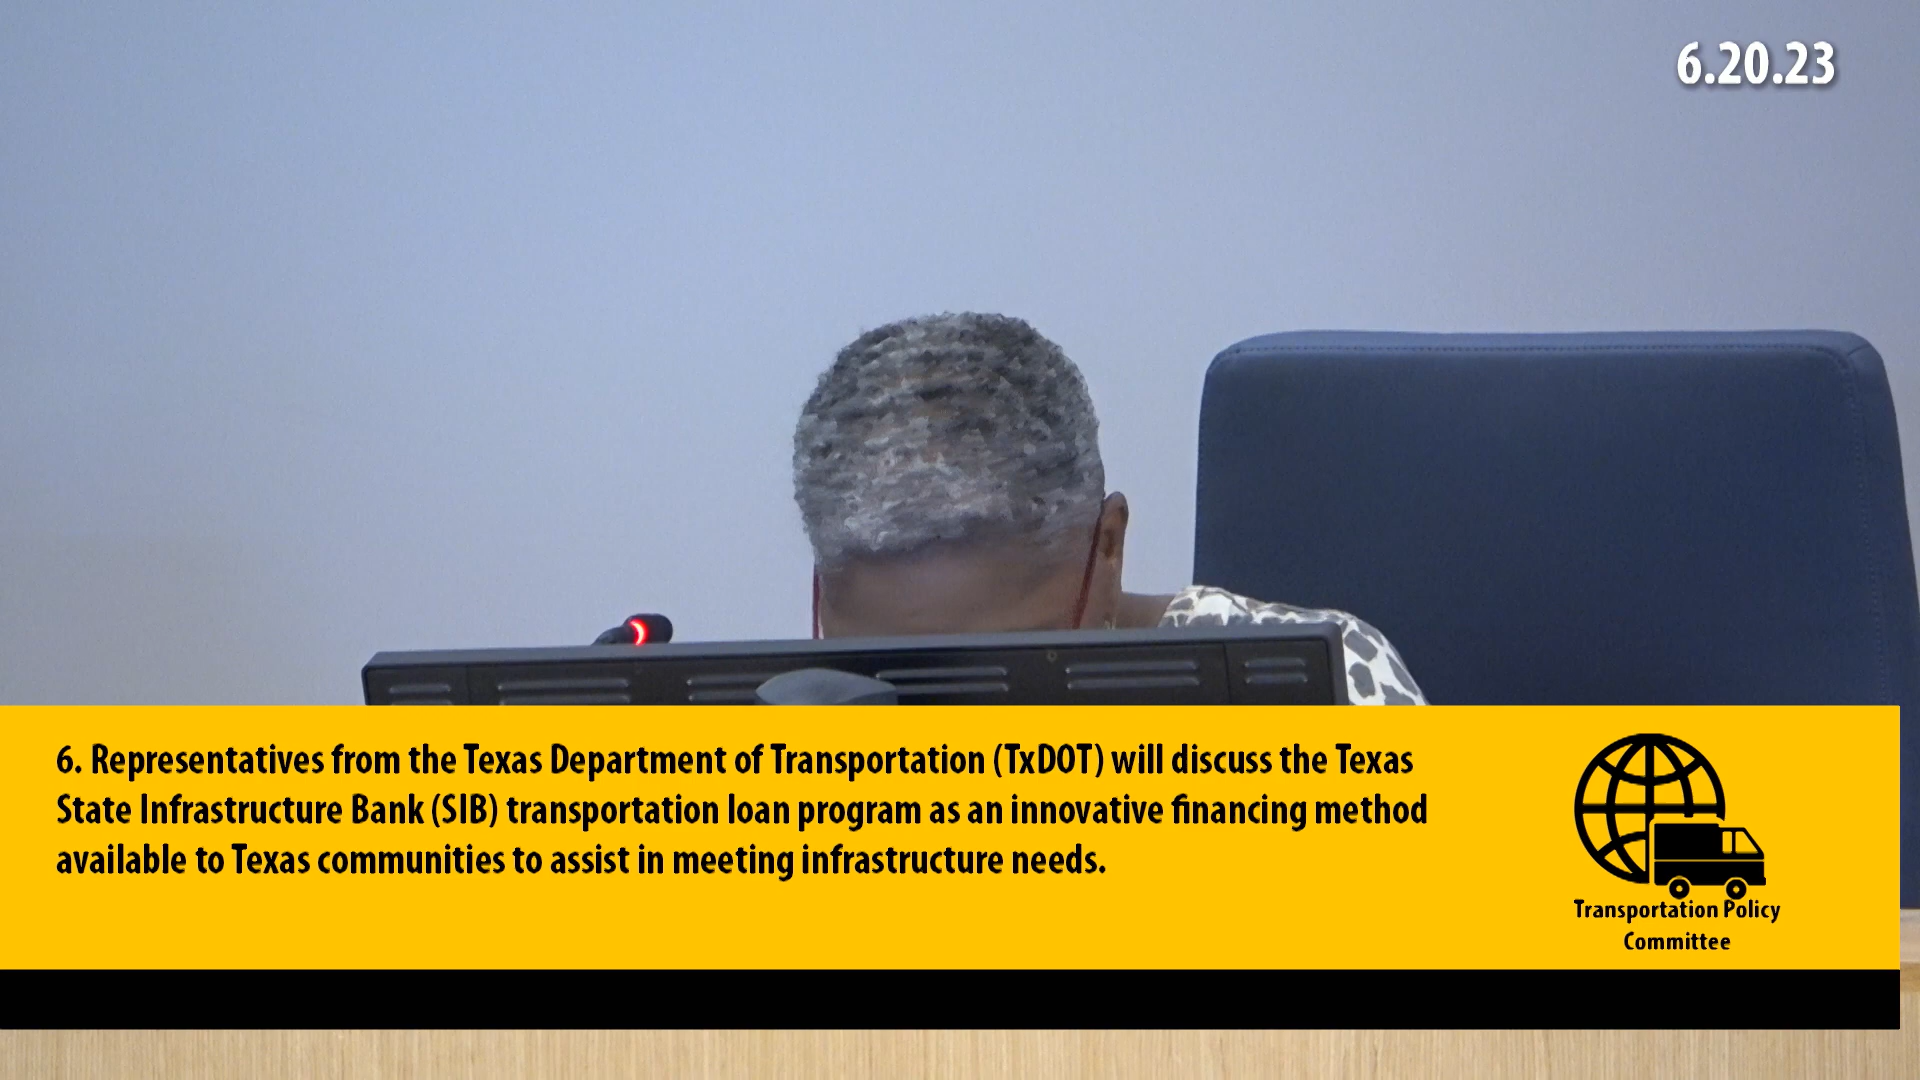 6.20.23
6. Representatives from the Texas Department of Transportation (TxDOT) will discuss the Texas
State Infrastructure Bank (SIB) transportation loan program as an innovative financing method
available to Texas communities to assist in meeting infrastructure needs.
Transportation Policy
Committee